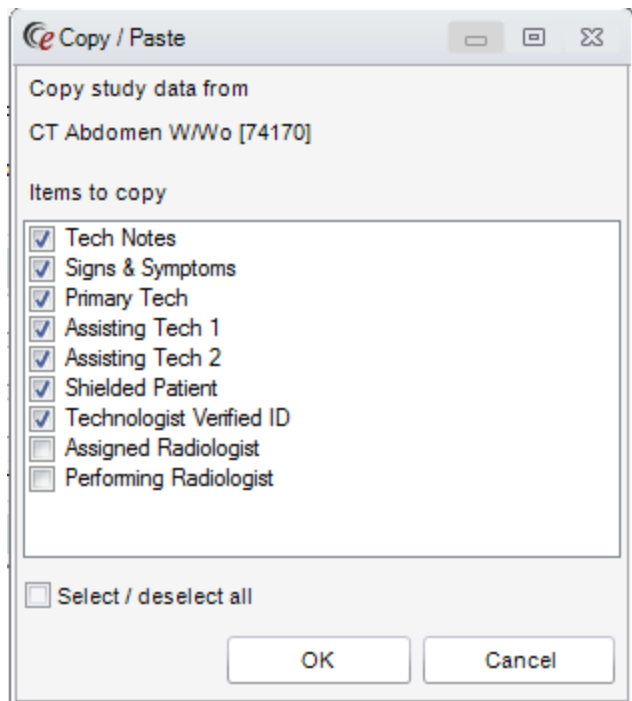 Copy / Paste
Copy study data from
CT Abdomen W/Wo [74170]
Items to copy
Tech Notes
Signs & Symptoms
Primary Tech
Assisting Tech 1
Assisting Tech 2
Shielded Patient
Technologist Verified ID
Assigned Radiologist
Performing Radiologist
Select / deselect all
OK Cancel